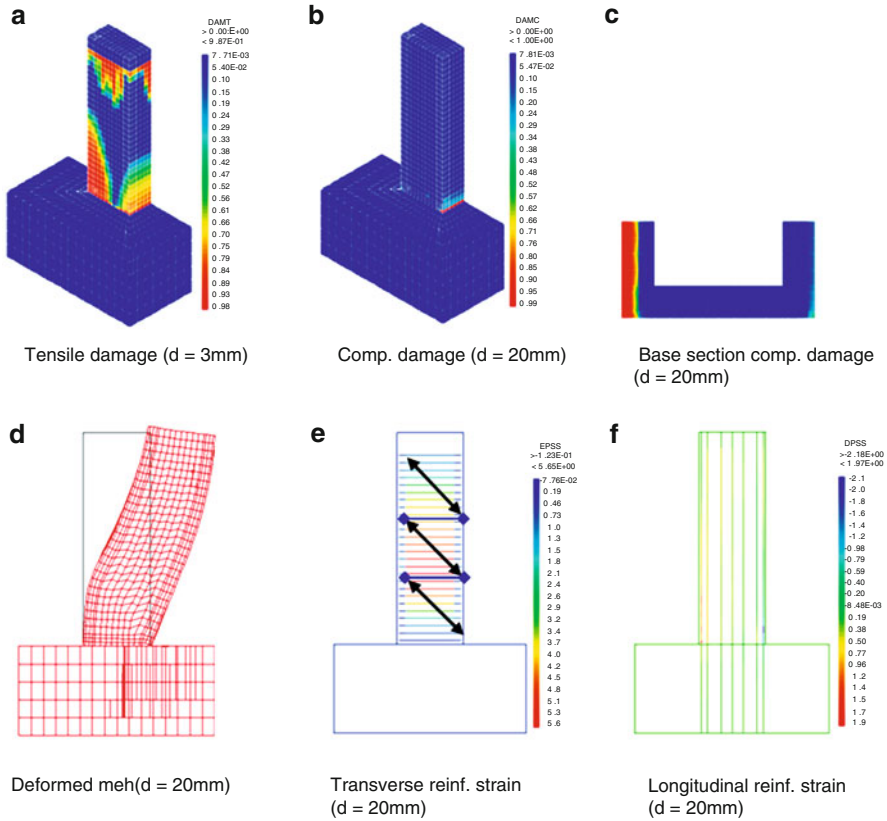 a
DAMT
> 0 .00:E+00
< 9.87E-01
7 . 71E-03
5 .40E-02
0 .10
0 .15
0 .19
0 .24
0 .29
0 .33
0 .38
0 .42
0 .47
0 .52
0 .56
0 .61
0 .66
0 .70
0 .75
0 .79
0 .84
0 .89
0 .93
0 .98
Tensile damage (d = 3mm)
b
DAMC
> 0 .00E+00
< 1 .00E+00
7 .81E-03
5 .47E-02
0 .10
0 .15
0 .20
0 .24
0 .29
0 .34
0 .38
0 .43
0 .48
0 .52
0 .57
0 .62
0 .66
0 .71
0 .76
0 .80
0 .85
0 .90
0 .95
0 .99
Comp. damage (d = 20mm)
c
Base section comp. damage
(d = 20mm)
d
Deformed meh(d = 20mm)
e
EPSS
>-1 .23E-01
< 5 .65E+00
-7 .76E-02
0 .19
0 .46
0 .73
1 .0
1 .3
1 .5
1 .8
2 .1
2 .4
2 .6
2 .9
3 .2
3 .4
3 .7
4 .0
4 .2
4 .5
4 .8
5 .1
5 .3
5 .6
Transverse reinf. strain
(d = 20mm)
f
DPSS
>-2 .18E+00
< 1 .97E+00
-2 .1
-2 .0
-1 .8
-1 .6
-1 .4
-1 .2
-0 .98
-0 .79
-0 .59
-0 .40
-0 .21
-8 .48E-03
0 .19
0 .38
0 .50
0 .77
0 .96
1 .2
1 .4
1 .5
1 .7
1 .9
Longitudinal reinf. strain
(d = 20mm)